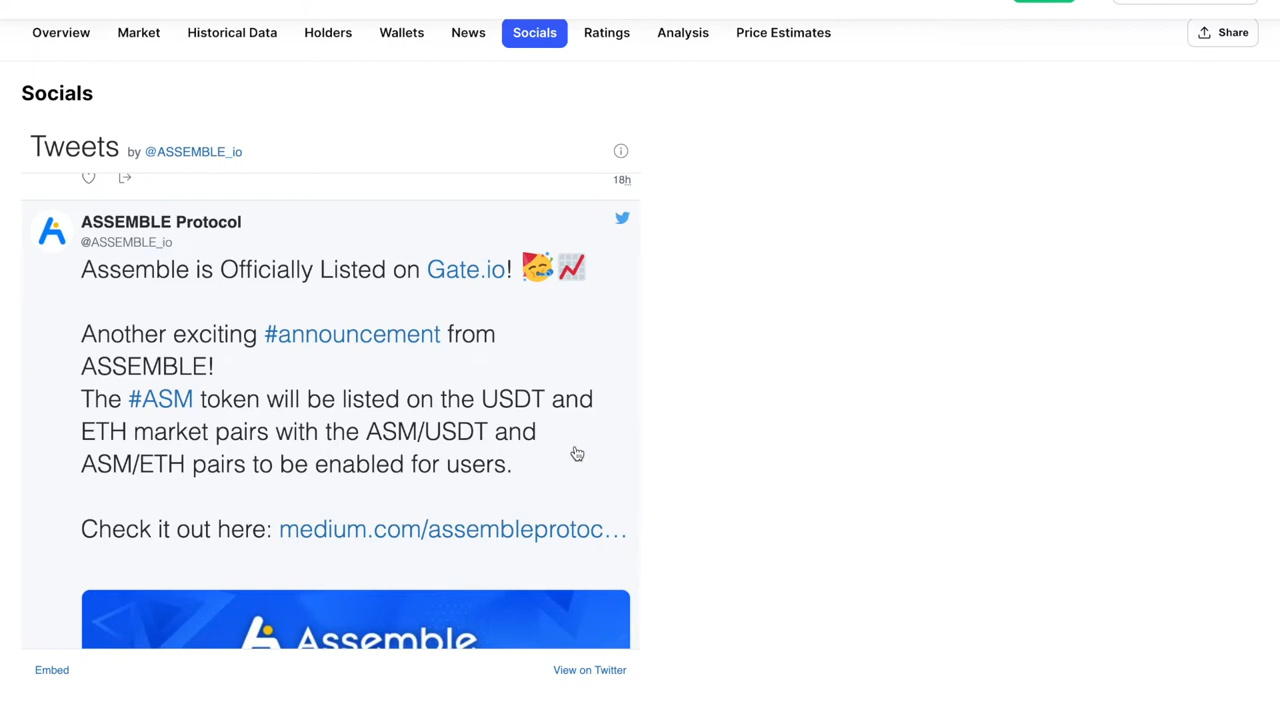 Overview Market Historical Data Holders Wallets News Socials Ratings Analysis Price Estimates Share
Socials
Tweets by @ASSEMBLE_io
18h
ASSEMBLE Protocol
@ASSEMBLE_io
Assemble is Officially Listed on Gate.io! 🥳📈
Another exciting #announcement from
ASSEMBLE!
The #ASM token will be listed on the USDT and
ETH market pairs with the ASM/USDT and
ASM/ETH pairs to be enabled for users.
Check it out here: medium.com/assembleprotoc…
Assemble
Embed View on Twitter